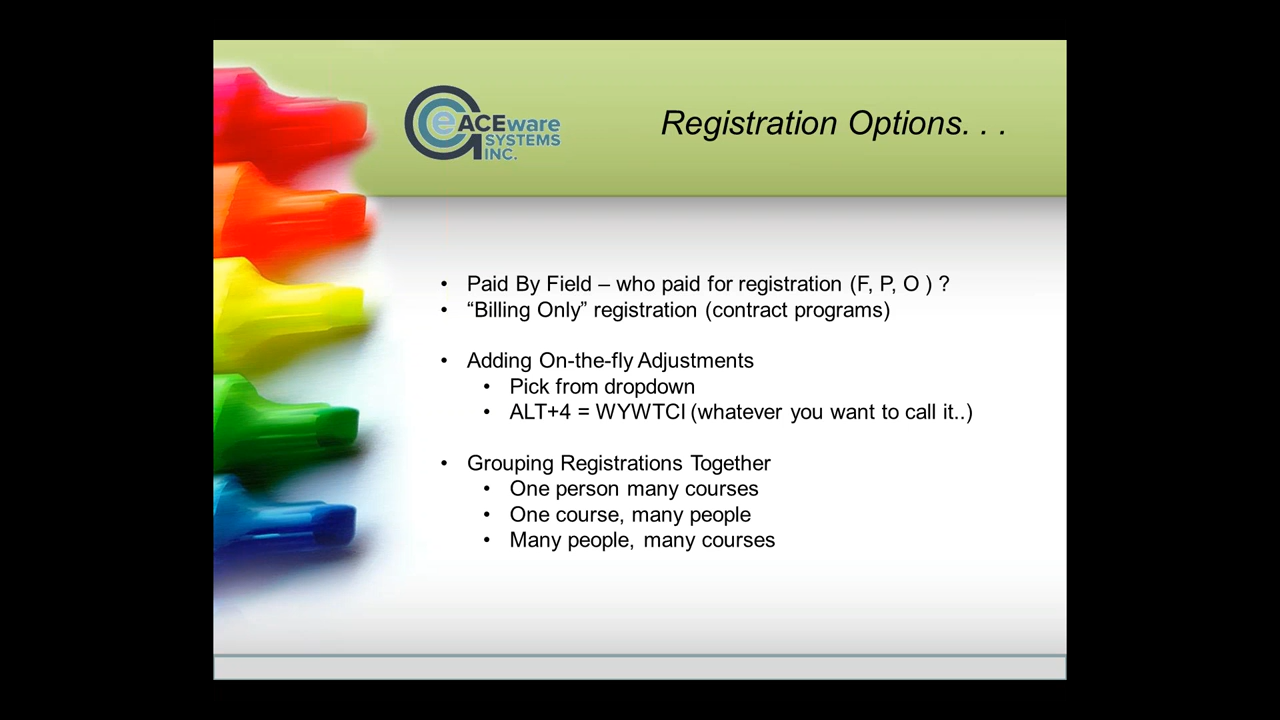 eACEware
SYSTEMS
INC.
Registration Options. . .
• Paid By Field – who paid for registration (F, P, O ) ?
• “Billing Only” registration (contract programs)
• Adding On-the-fly Adjustments
• Pick from dropdown
• ALT+4 = WYWTCI (whatever you want to call it..)
• Grouping Registrations Together
• One person many courses
• One course, many people
• Many people, many courses